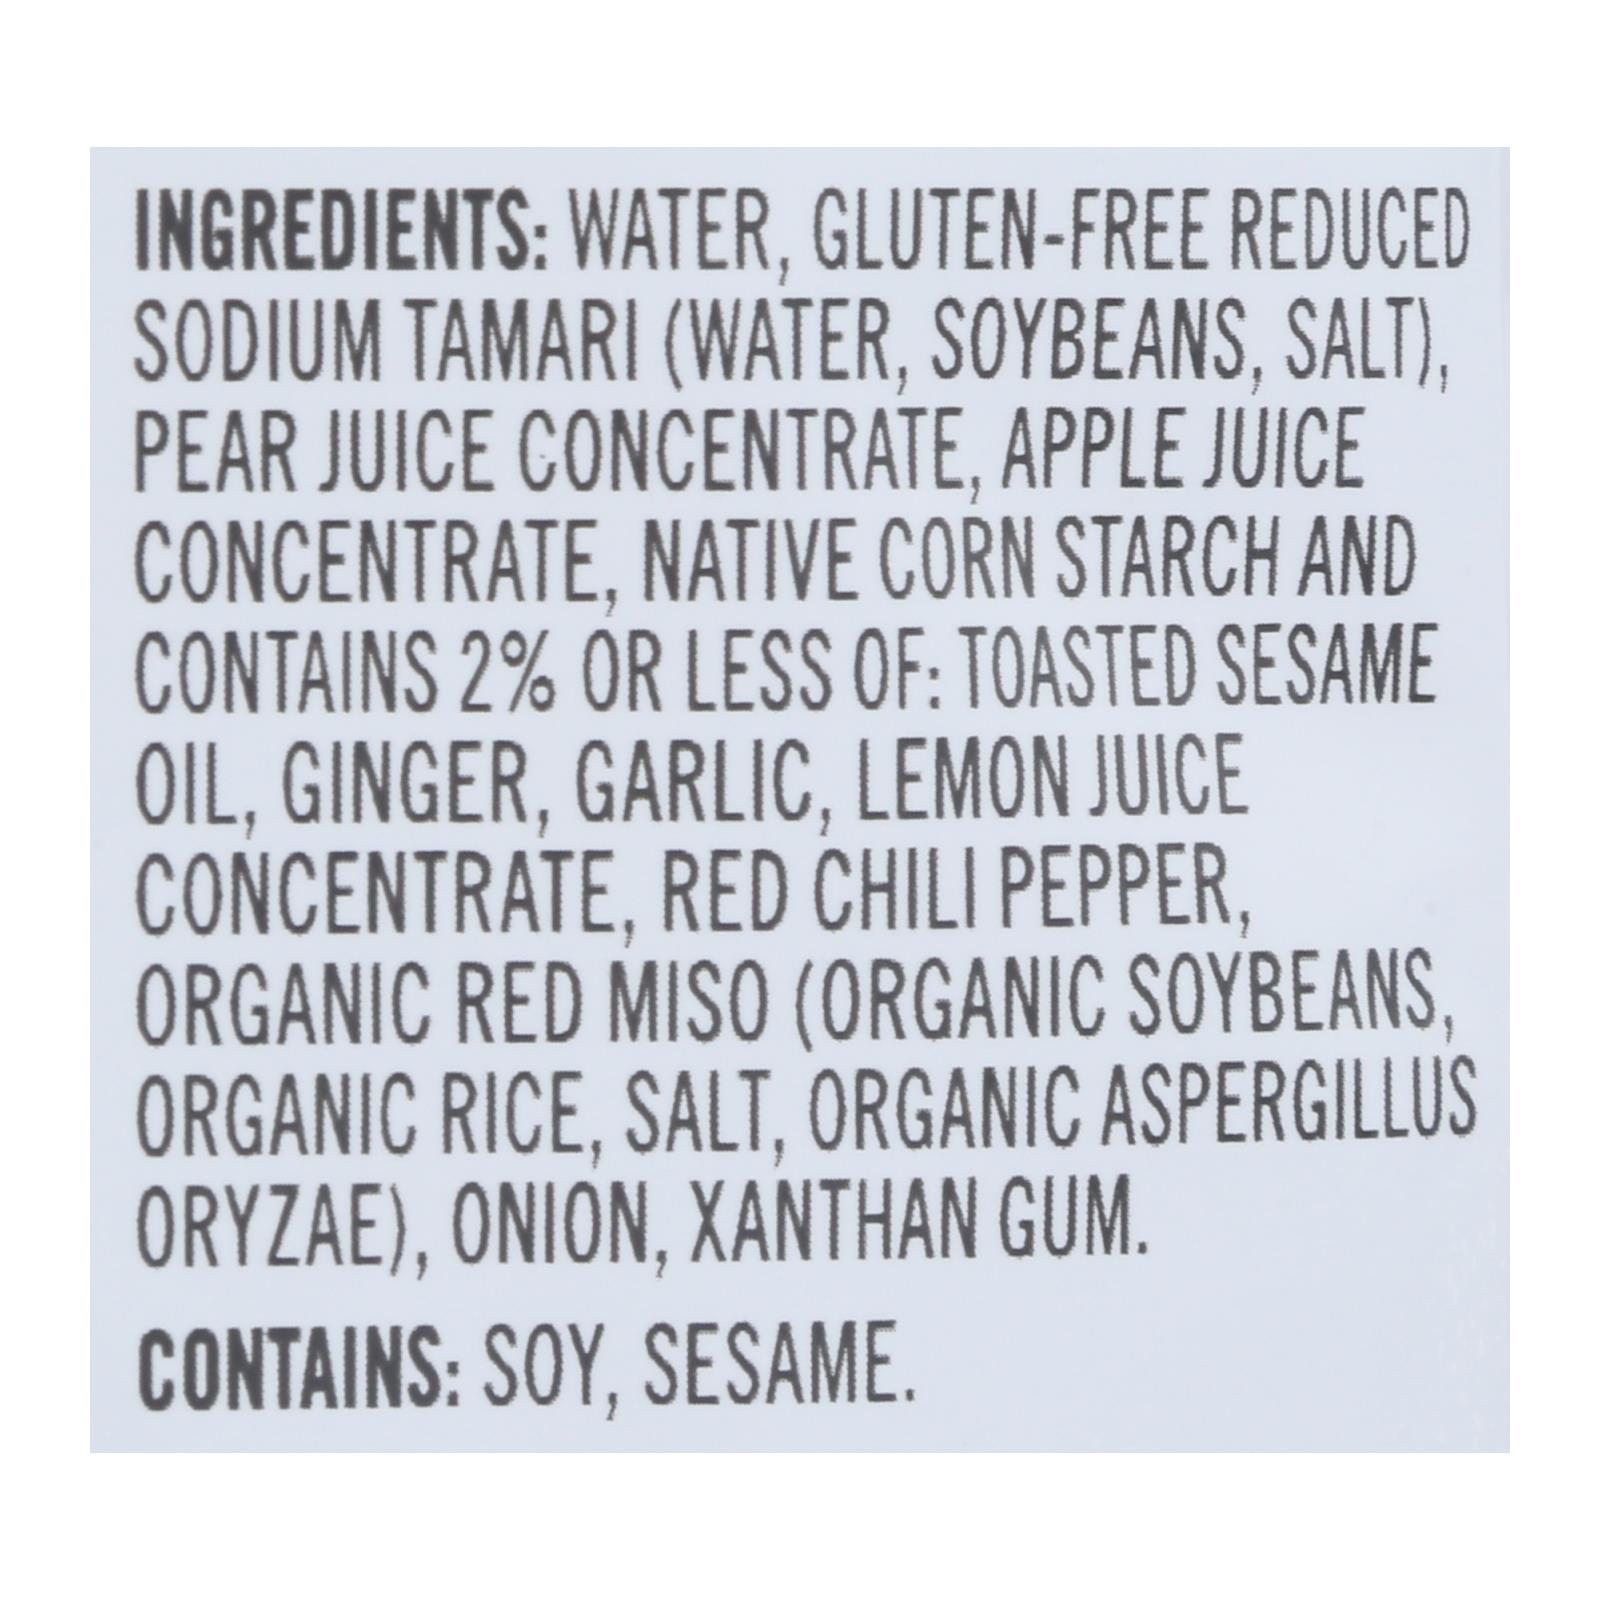 INGREDIENTS: WATER, GLUTEN-FREE REDUCED
SODIUM TAMARI (WATER, SOYBEANS, SALT),
PEAR JUICE CONCENTRATE, APPLE JUICE
CONCENTRATE, NATIVE CORN STARCH AND
CONTAINS 2% OR LESS OF: TOASTED SESAME
OIL, GINGER, GARLIC, LEMON JUICE
CONCENTRATE, RED CHILI PEPPER,
ORGANIC RED MISO (ORGANIC SOYBEANS,
ORGANIC RICE, SALT, ORGANIC ASPERGILLUS
ORYZAE), ONION, XANTHAN GUM.
CONTAINS: SOY, SESAME.